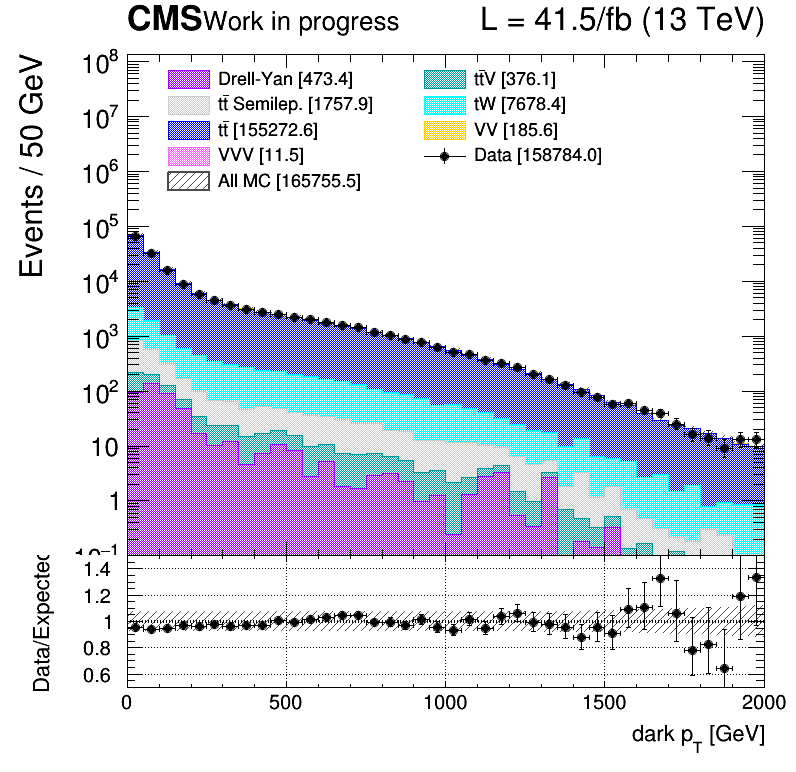 CMS Work in progress L = 41.5/fb (13 TeV)
Events / 50 GeV
10⁸
10⁷
10⁶
10⁵
10⁴
10³
10²
10
1
10⁻¹
Drell-Yan [473.4]
tt̄ Semilep. [1757.9]
tt̄ [155272.6]
VVV [11.5]
All MC [165755.5]
tt̄V [376.1]
tW [7678.4]
VV [185.6]
Data [158784.0]
Data/Expected
1.4
1.2
1
0.8
0.6
0 500 1000 1500 2000
dark p_T [GeV]